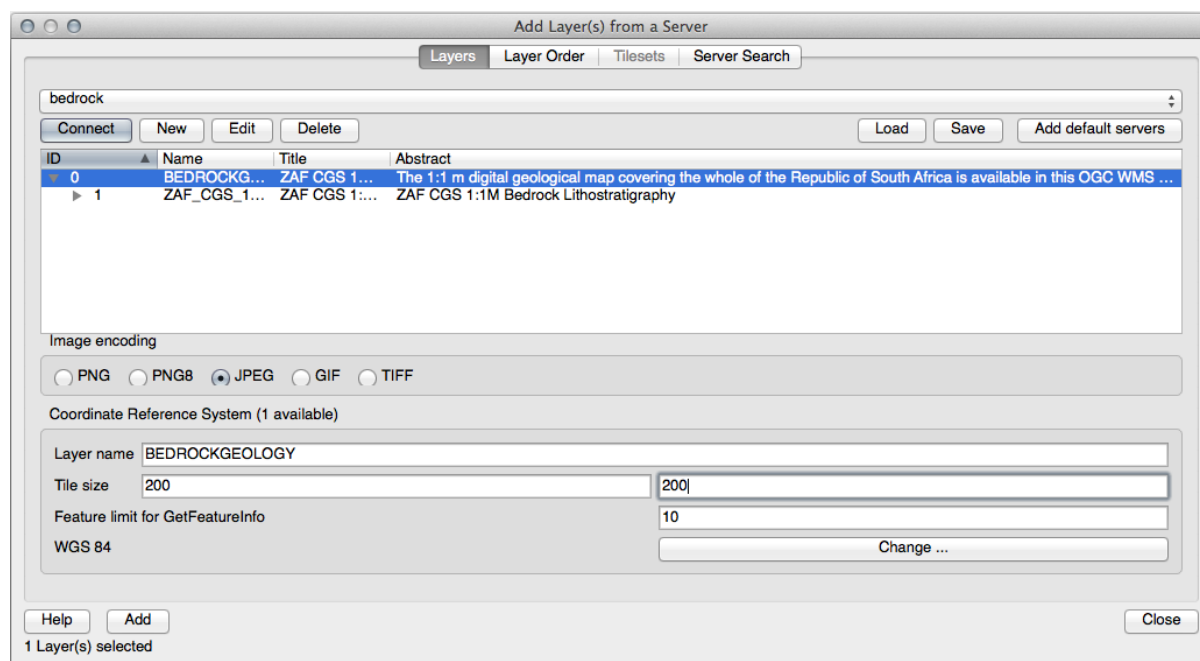 Add Layer(s) from a Server
Layers Layer Order Tilesets Server Search
bedrock
Connect New Edit Delete Load Save Add default servers
ID Name Title Abstract
0 BEDROCKG... ZAF CGS 1... The 1:1 m digital geological map covering the whole of the Republic of South Africa is available in this OGC WMS ...
1 ZAF_CGS_1... ZAF CGS 1:... ZAF CGS 1:1M Bedrock Lithostratigraphy
Image encoding
PNG PNG8 JPEG GIF TIFF
Coordinate Reference System (1 available)
Layer name BEDROCKGEOLOGY
Tile size 200 200
Feature limit for GetFeatureInfo 10
WGS 84 Change ...
Help Add Close
1 Layer(s) selected